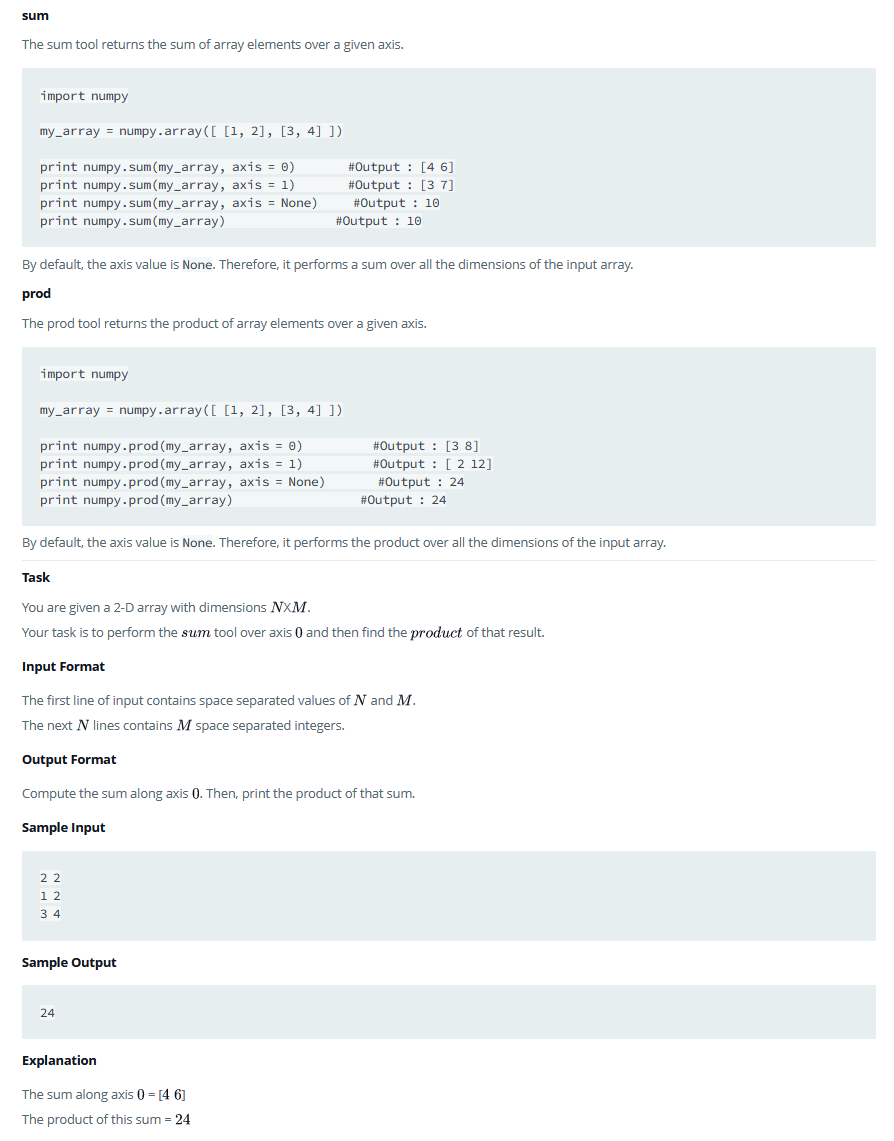 sum
The sum tool returns the sum of array elements over a given axis.
import numpy
my_array = numpy.array([ [1, 2], [3, 4] ])
print numpy.sum(my_array, axis = 0)       #Output : [4 6]
print numpy.sum(my_array, axis = 1)       #Output : [3 7]
print numpy.sum(my_array, axis = None)     #Output : 10
print numpy.sum(my_array)               #Output : 10
By default, the axis value is None. Therefore, it performs a sum over all the dimensions of the input array.
prod
The prod tool returns the product of array elements over a given axis.
import numpy
my_array = numpy.array([ [1, 2], [3, 4] ])
print numpy.prod(my_array, axis = 0)          #Output : [3 8]
print numpy.prod(my_array, axis = 1)          #Output : [ 2 12]
print numpy.prod(my_array, axis = None)       #Output : 24
print numpy.prod(my_array)                 #Output : 24
By default, the axis value is None. Therefore, it performs the product over all the dimensions of the input array.
Task
You are given a 2-D array with dimensions NXM.
Your task is to perform the sum tool over axis 0 and then find the product of that result.
Input Format
The first line of input contains space separated values of N and M.
The next N lines contains M space separated integers.
Output Format
Compute the sum along axis 0. Then, print the product of that sum.
Sample Input
2 2
1 2
3 4
Sample Output
24
Explanation
The sum along axis 0 = [4 6]
The product of this sum = 24